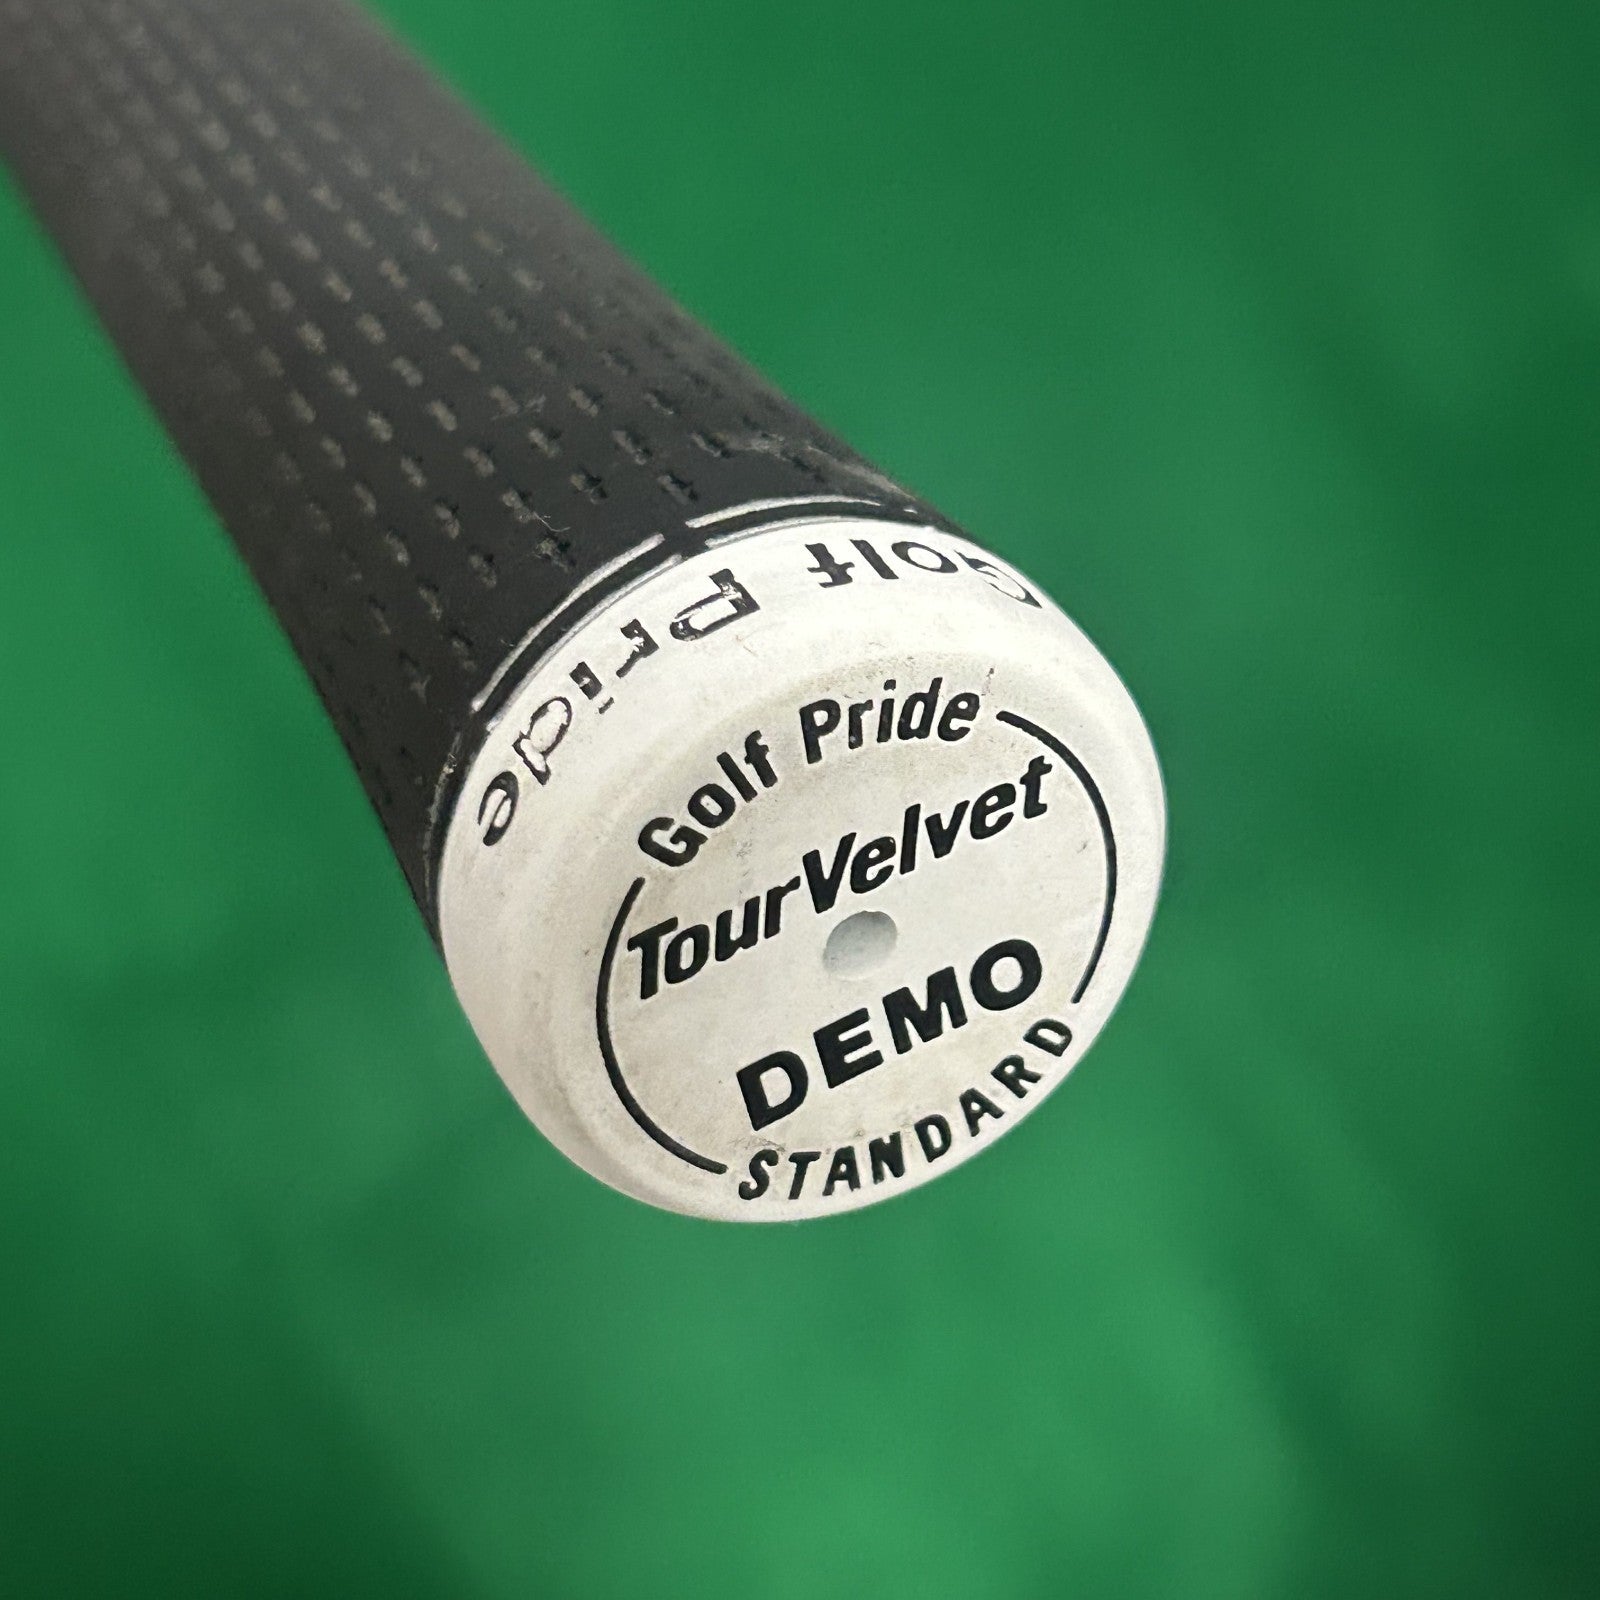 Golf Pride
Golf Pride
TourVelvet
DEMO
STANDARD